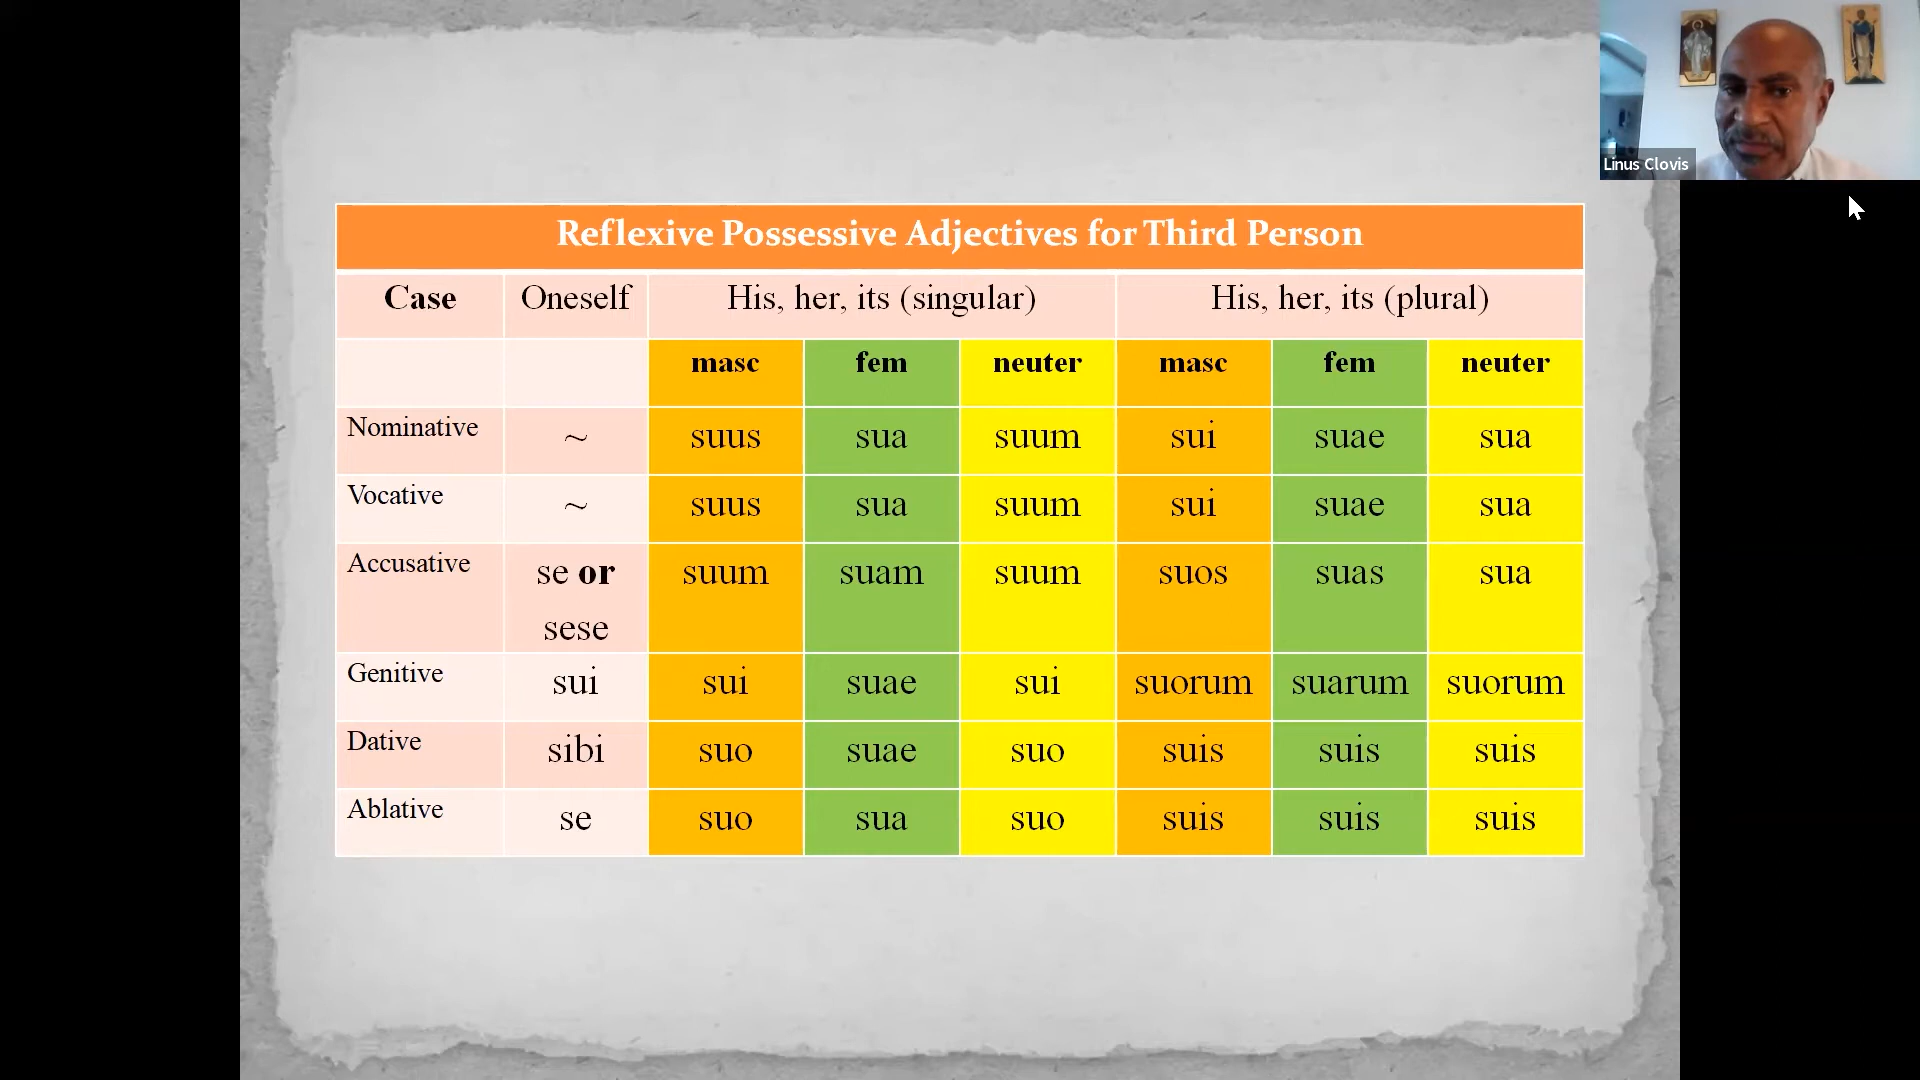 Linus Clovis
Reflexive Possessive Adjectives for Third Person
Case Oneself His, her, its (singular) His, her, its (plural)
masc fem neuter masc fem neuter
Nominative ~ suus sua suum sui suae sua
Vocative ~ suus sua suum sui suae sua
Accusative se or sese suum suam suum suos suas sua
Genitive sui sui suae sui suorum suarum suorum
Dative sibi suo suae suo suis suis suis
Ablative se suo sua suo suis suis suis